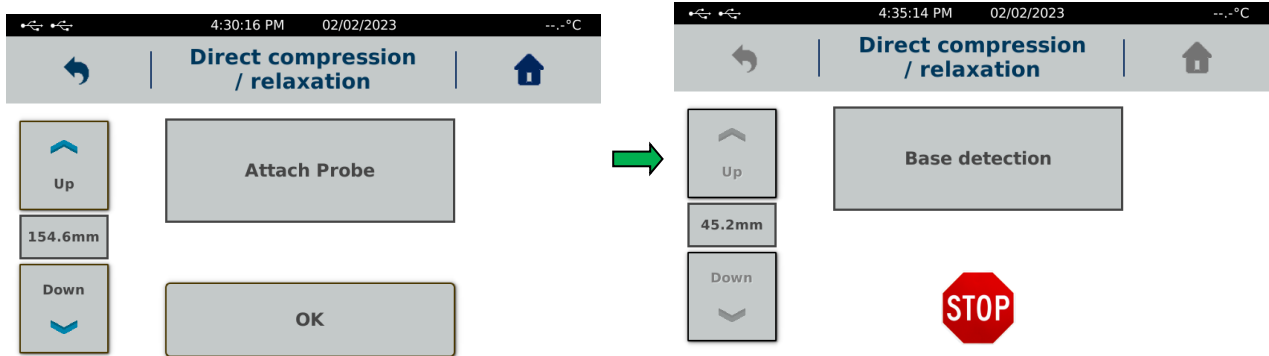 4:30:16 PM 02/02/2023 --.-°C
Direct compression
/ relaxation
Up
Attach Probe
154.6mm
Down
OK
4:35:14 PM 02/02/2023 --.-°C
Direct compression
/ relaxation
Up
Base detection
45.2mm
Down
STOP